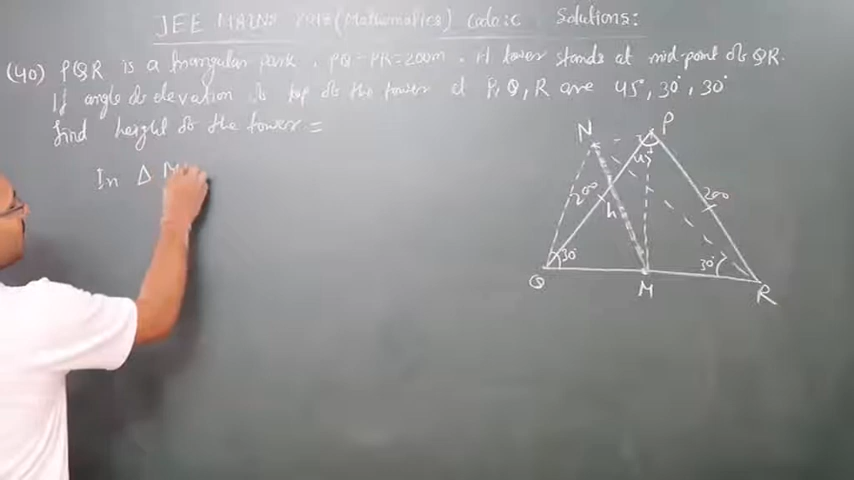 JEE MAINS (Mathematics) Solutions:
(40) PQR is a triangular park, PQ = PR = 200m. A tower stands at mid-point of QR.
If angle of elevation of top of the tower at P, Q, R are 45°, 30°, 30°
find height of the tower =
In Δ M
N
P
45°
200
200
h
30°
30°
Q
M
R